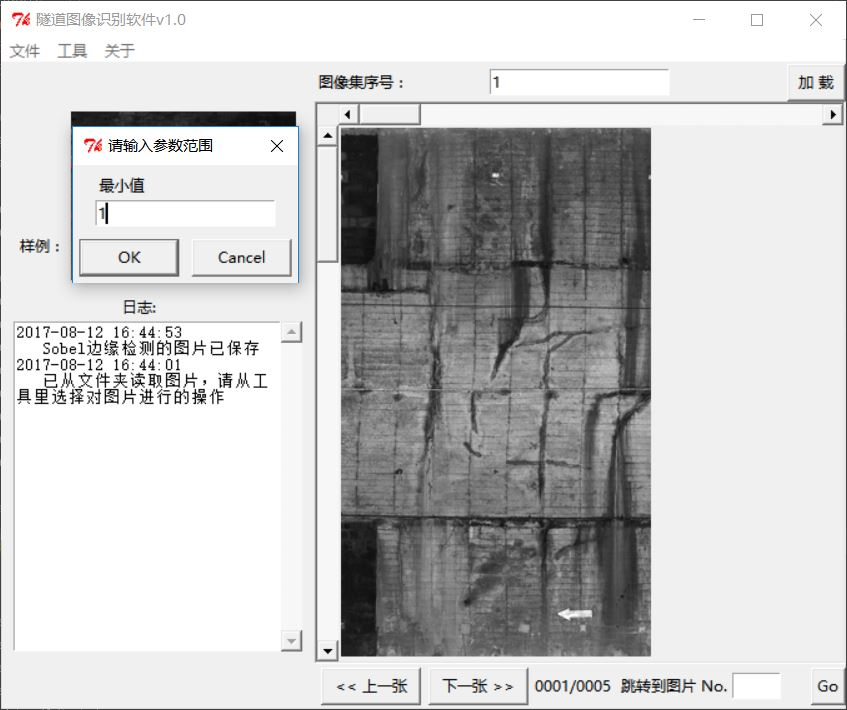 隧道图像识别软件v1.0
文件 工具 关于
图像集序号： 1 加 载
请输入参数范围
最小值
1
样例：
OK Cancel
日志:
2017-08-12 16:44:53
Sobel边缘检测的图片已保存
2017-08-12 16:44:01
已从文件夹读取图片，请从工
具里选择对图片进行的操作
<< 上一张 下一张 >> 0001/0005 跳转到图片 No. Go